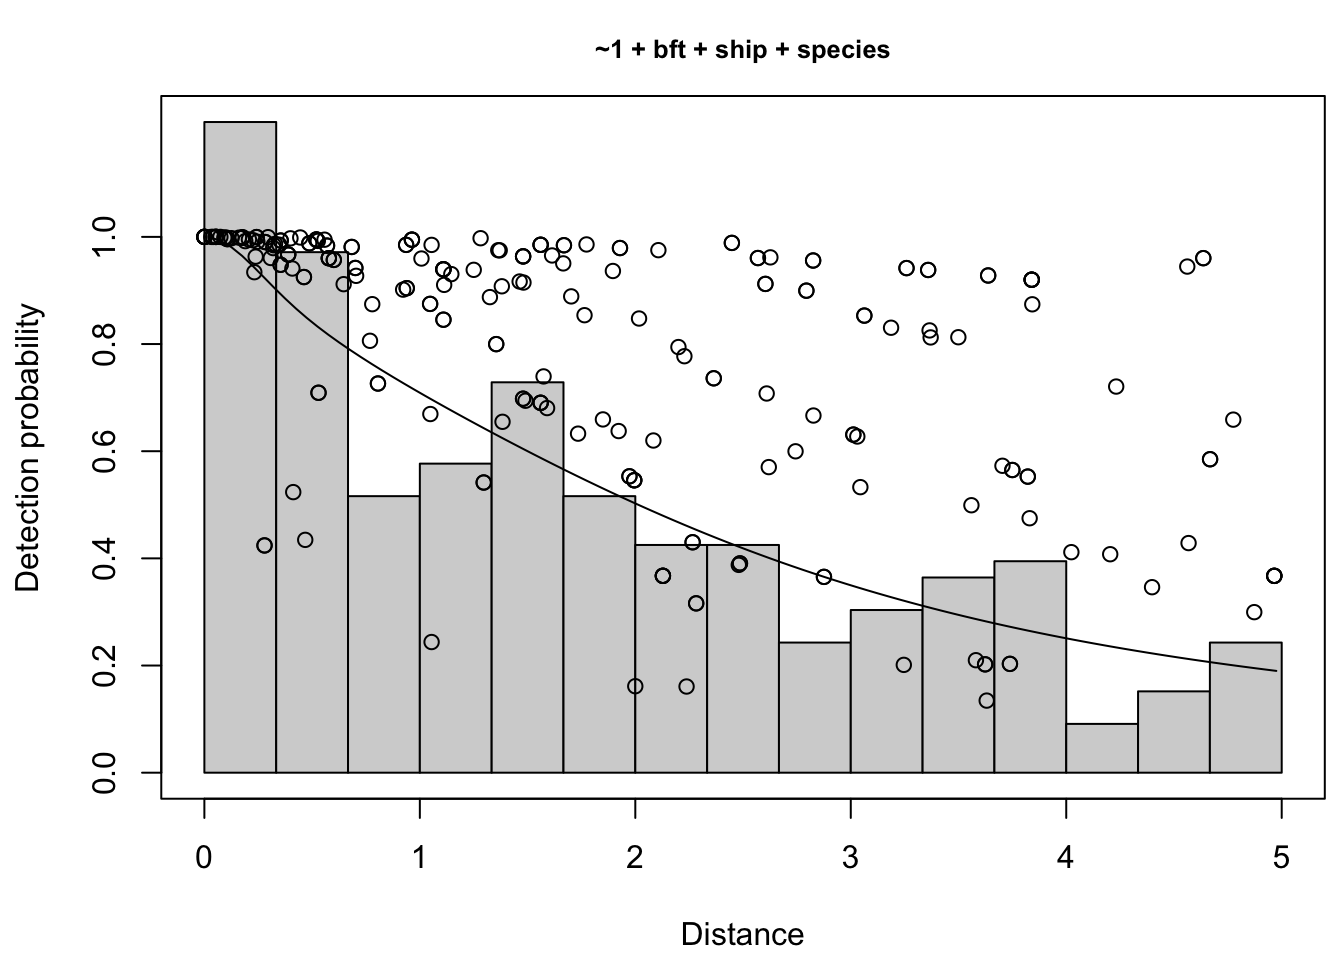 ~1 + bft + ship + species
Detection probability
1.0
0.8
0.6
0.4
0.2
0.0
0 1 2 3 4 5
Distance